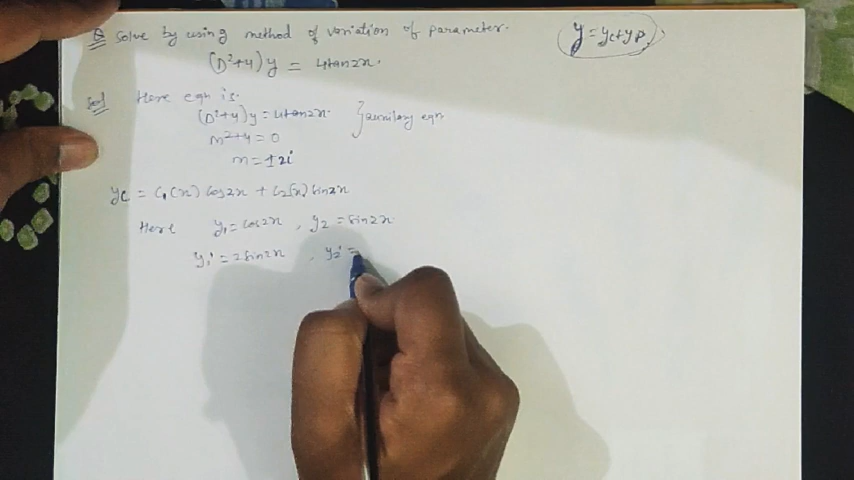 Q Solve by using method of variation of parameter.
y = yc+yp
(D²+4)y = 4tan2x.
Sol Here eqn is.
(D²+4)y = 4tan2x.
m²+4 = 0
m = ±2i
} auxiliary eqn
yc = C₁(x) cos2x + C₂(x) sin2x
Here y₁ = cos2x , y₂ = sin2x
y₁' = 2sin2x , y₂' =